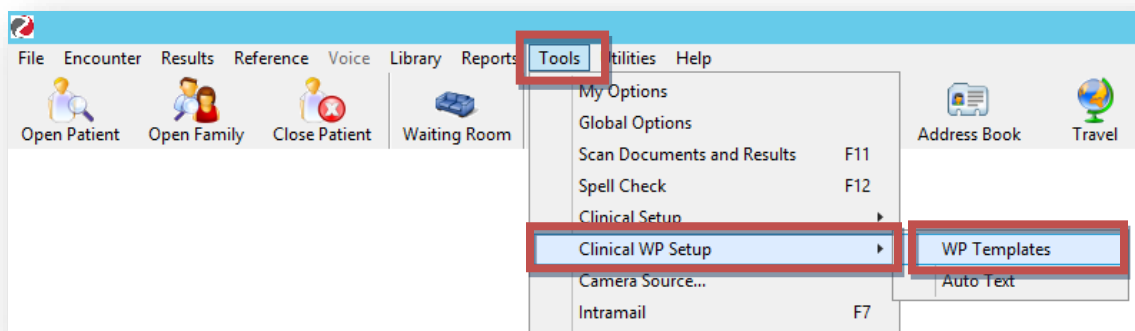 File Encounter Results Reference Voice Library Reports Tools Utilities Help
Open Patient Open Family Close Patient Waiting Room Address Book Travel
My Options
Global Options
Scan Documents and Results F11
Spell Check F12
Clinical Setup
Clinical WP Setup WP Templates
Camera Source... Auto Text
Intramail F7